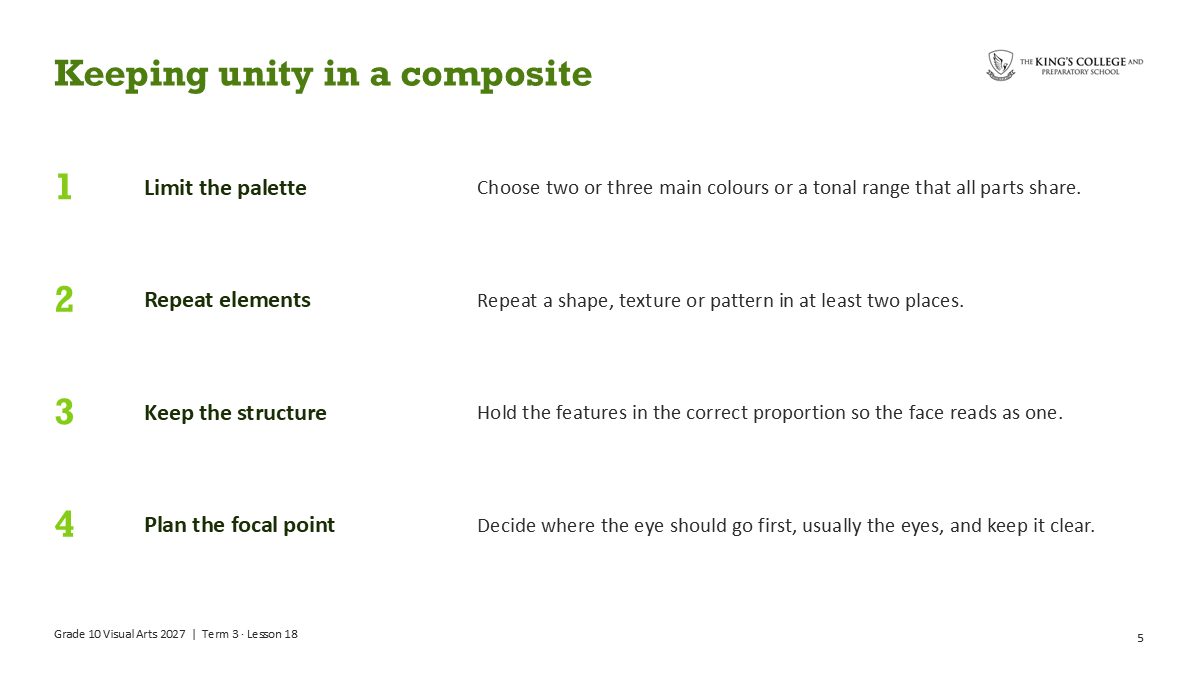 Keeping unity in a composite
THE KING'S COLLEGE AND
PREPARATORY SCHOOL
1 Limit the palette Choose two or three main colours or a tonal range that all parts share.
2 Repeat elements Repeat a shape, texture or pattern in at least two places.
3 Keep the structure Hold the features in the correct proportion so the face reads as one.
4 Plan the focal point Decide where the eye should go first, usually the eyes, and keep it clear.
Grade 10 Visual Arts 2027 | Term 3 · Lesson 18
5